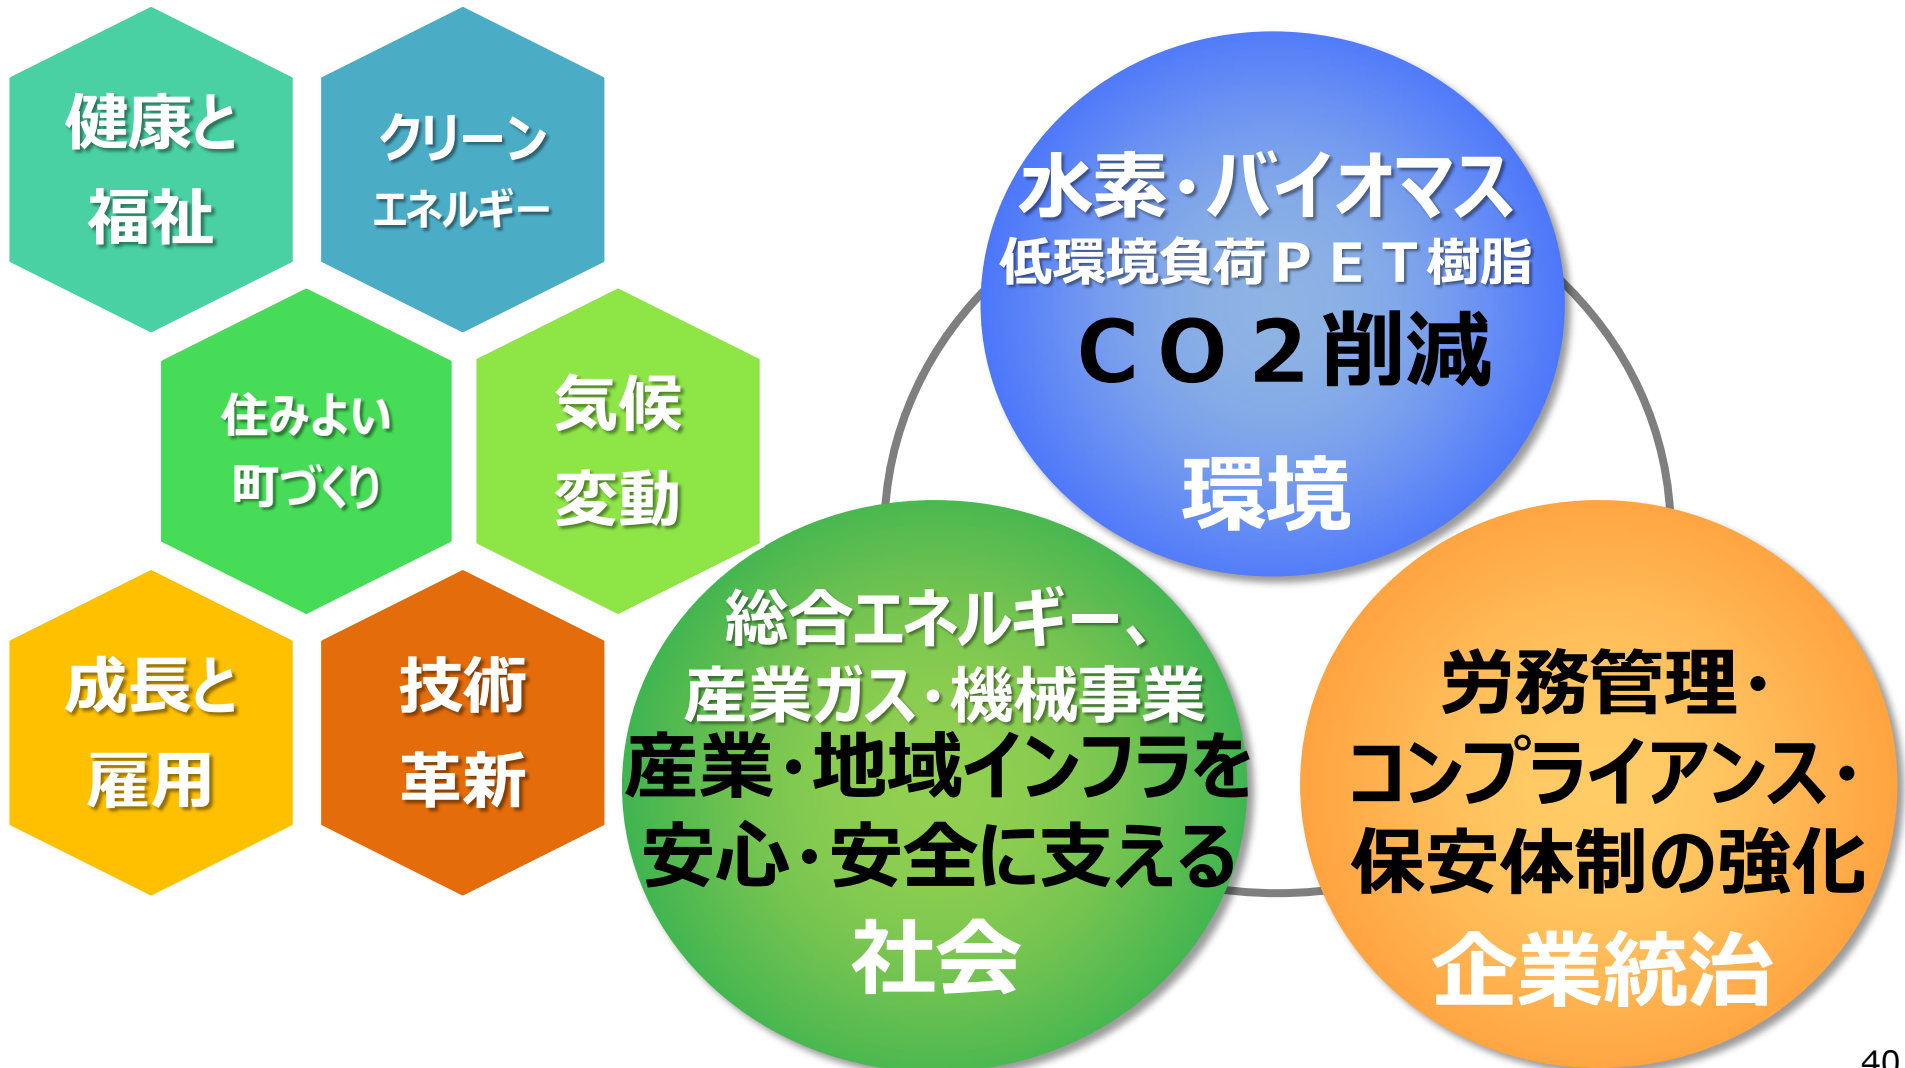 健康と
福祉
クリーン
エネルギー
住みよい
町づくり
気候
変動
成長と
雇用
技術
革新
水素・バイオマス
低環境負荷ＰＥＴ樹脂
ＣＯ２削減
環境
総合エネルギー、
産業ガス・機械事業
産業・地域インフラを
安心・安全に支える
社会
労務管理・
コンプライアンス・
保安体制の強化
企業統治
40